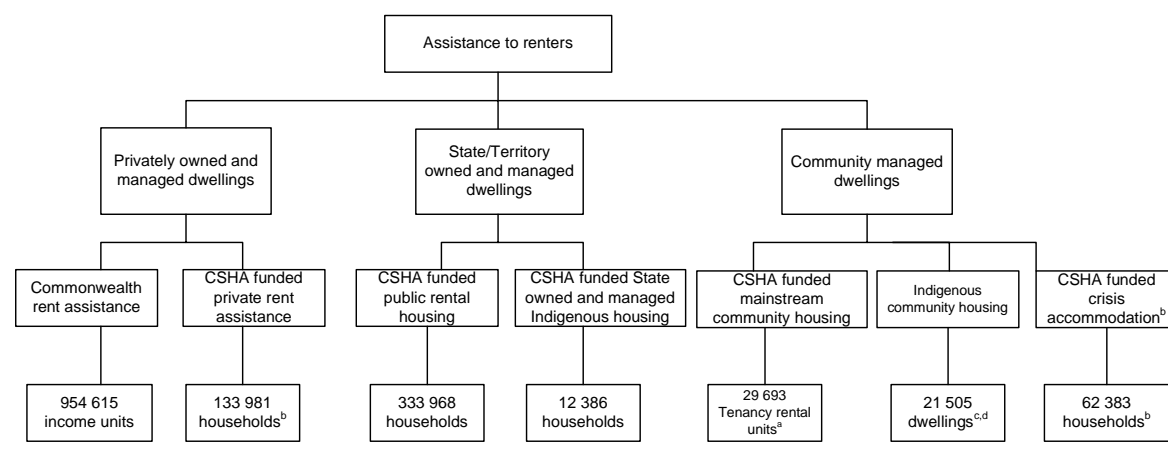 Assistance to renters
Privately owned and
managed dwellings
State/Territory
owned and managed
dwellings
Community managed
dwellings
Commonwealth
rent assistance
CSHA funded
private rent
assistance
CSHA funded
public rental
housing
CSHA funded State
owned and managed
Indigenous housing
CSHA funded
mainstream
community housing
Indigenous
community housing
CSHA funded
crisis
accommodationᵇ
954 615
income units
133 981
householdsᵇ
333 968
households
12 386
households
29 693
Tenancy rental
unitsᵃ
21 505
dwellingsᶜ,ᵈ
62 383
householdsᵇ